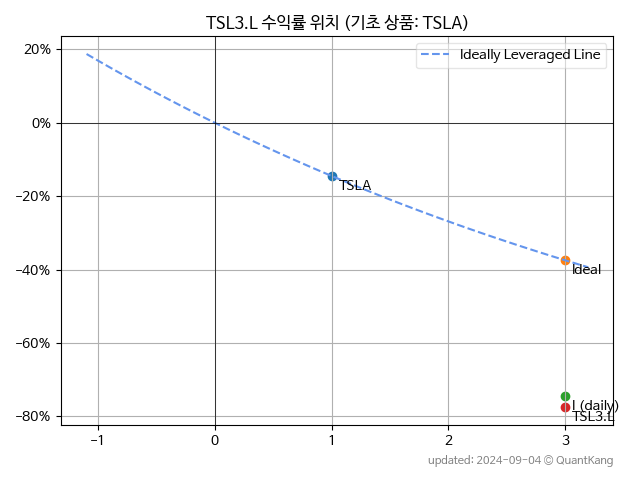 TSL3.L 수익률 위치 (기초 상품: TSLA)
Ideally Leveraged Line
20%
0%
−20%
−40%
−60%
−80%
TSLA
Ideal
I (daily)
TSL3.L
−1
0
1
2
3
updated: 2024-09-04 © QuantKang